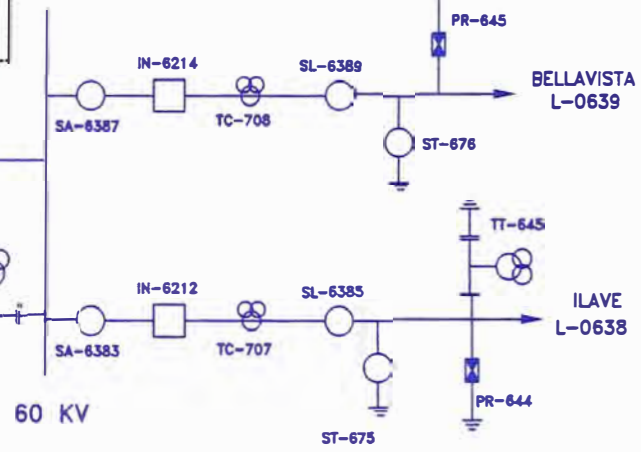 PR-645
IN-6214
SL-6389
BELLAVISTA
L-0639
SA-6387
TC-708
ST-676
TT-645
IN-6212
SL-6385
ILAVE
L-0638
SA-6383
TC-707
PR-644
60 KV
ST-675